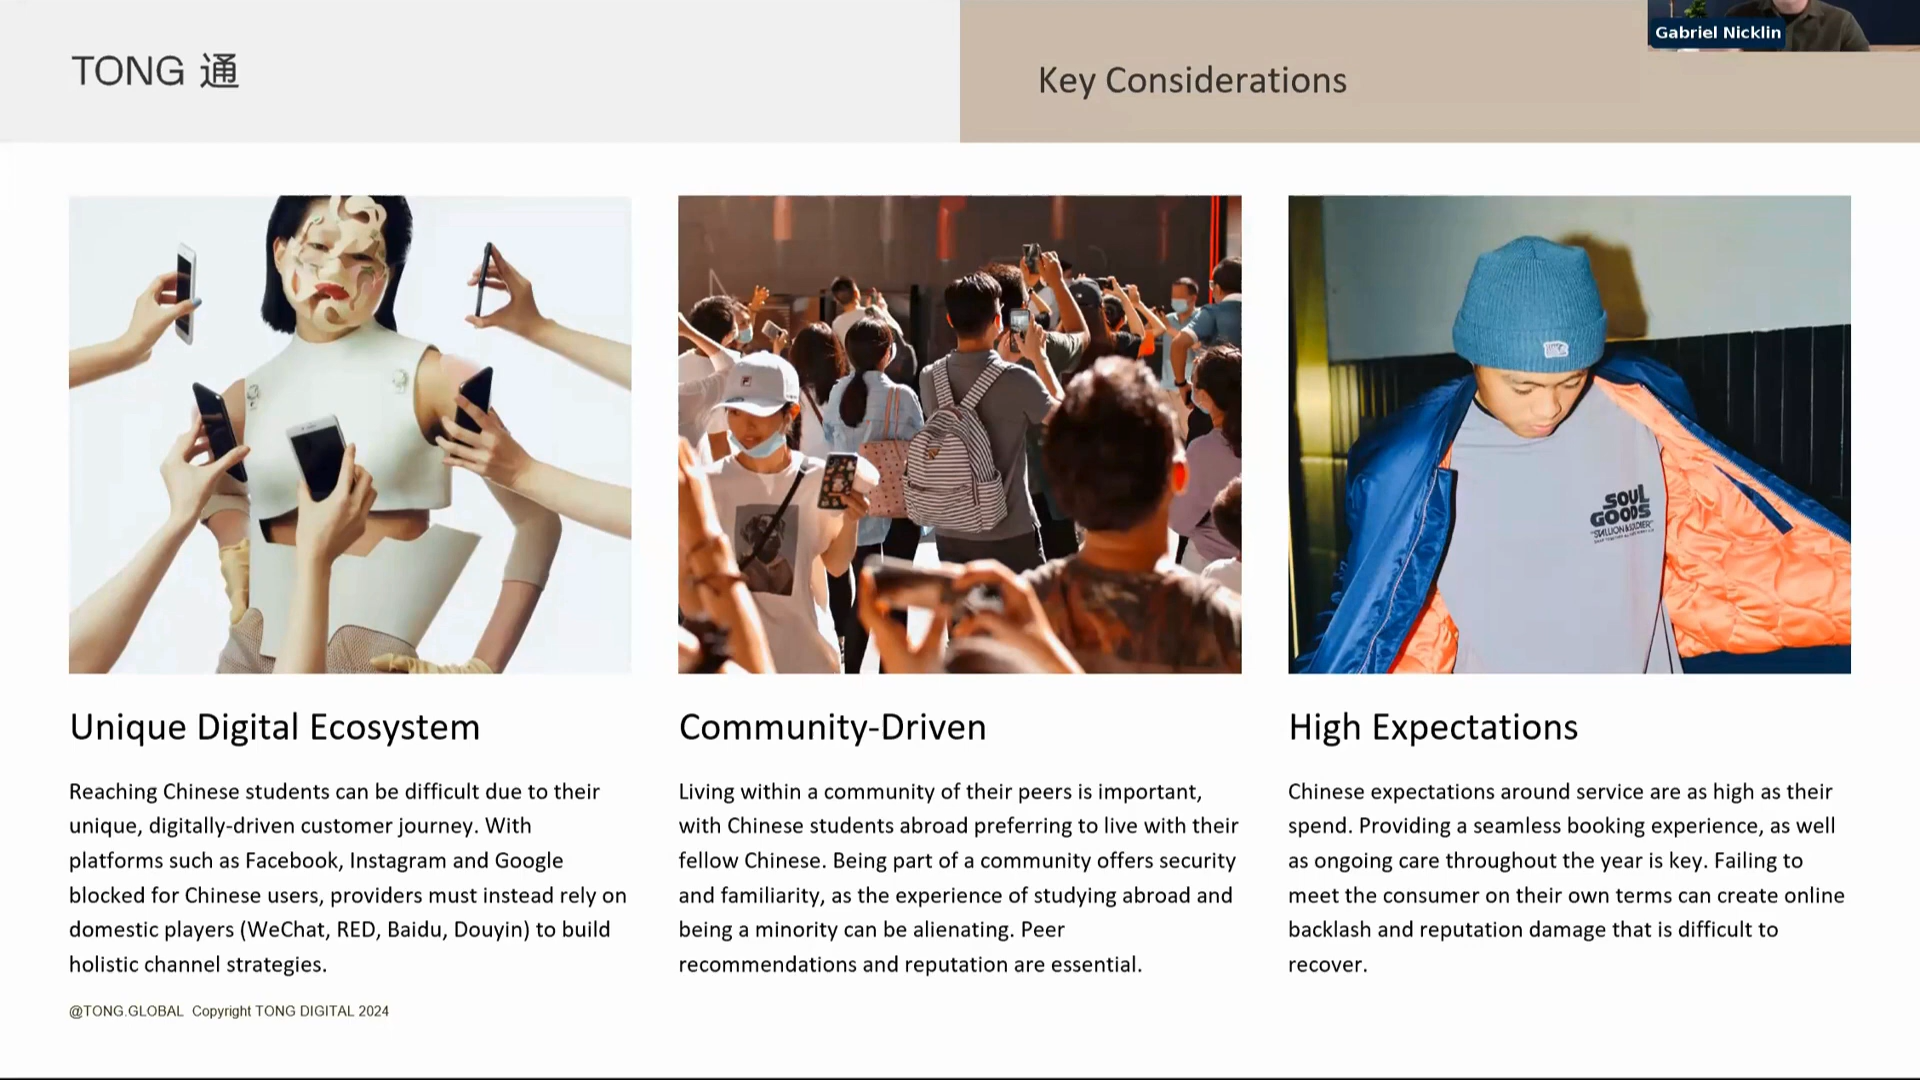 TONG 通
Key Considerations
Gabriel Nicklin
SOUL
GOODS
Unique Digital Ecosystem
Reaching Chinese students can be difficult due to their
unique, digitally-driven customer journey. With
platforms such as Facebook, Instagram and Google
blocked for Chinese users, providers must instead rely on
domestic players (WeChat, RED, Baidu, Douyin) to build
holistic channel strategies.
Community-Driven
Living within a community of their peers is important,
with Chinese students abroad preferring to live with their
fellow Chinese. Being part of a community offers security
and familiarity, as the experience of studying abroad and
being a minority can be alienating. Peer
recommendations and reputation are essential.
High Expectations
Chinese expectations around service are as high as their
spend. Providing a seamless booking experience, as well
as ongoing care throughout the year is key. Failing to
meet the consumer on their own terms can create online
backlash and reputation damage that is difficult to
recover.
@TONG.GLOBAL Copyright TONG DIGITAL 2024